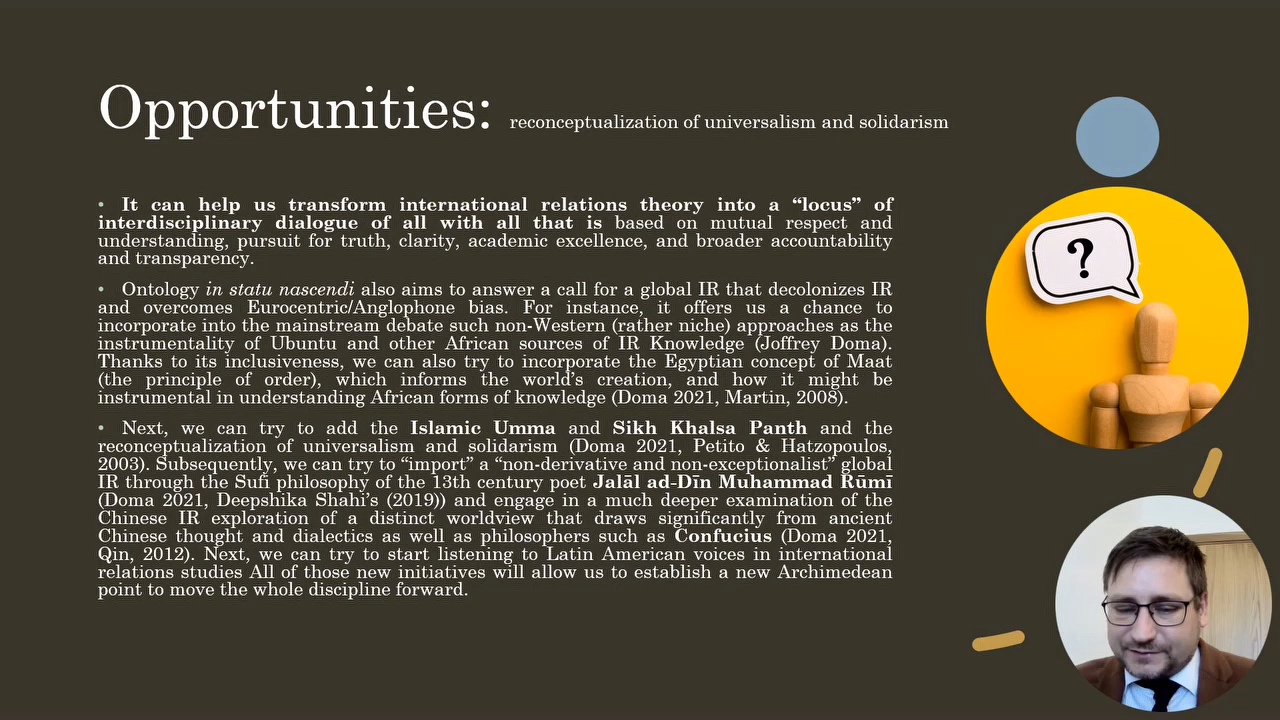 Opportunities: reconceptualization of universalism and solidarism
• It can help us transform international relations theory into a “locus” of
interdisciplinary dialogue of all with all that is based on mutual respect and
understanding, pursuit for truth, clarity, academic excellence, and broader accountability
and transparency.
• Ontology in statu nascendi also aims to answer a call for a global IR that decolonizes IR
and overcomes Eurocentric/Anglophone bias. For instance, it offers us a chance to
incorporate into the mainstream debate such non-Western (rather niche) approaches as the
instrumentality of Ubuntu and other African sources of IR Knowledge (Joffrey Doma).
Thanks to its inclusiveness, we can also try to incorporate the Egyptian concept of Maat
(the principle of order), which informs the world’s creation, and how it might be
instrumental in understanding African forms of knowledge (Doma 2021, Martin, 2008).
• Next, we can try to add the Islamic Umma and Sikh Khalsa Panth and the
reconceptualization of universalism and solidarism (Doma 2021, Petito & Hatzopoulos,
2003). Subsequently, we can try to “import” a “non-derivative and non-exceptionalist” global
IR through the Sufi philosophy of the 13th century poet Jalāl ad-Dīn Muhammad Rūmī
(Doma 2021, Deepshika Shahi’s (2019)) and engage in a much deeper examination of the
Chinese IR exploration of a distinct worldview that draws significantly from ancient
Chinese thought and dialectics as well as philosophers such as Confucius (Doma 2021,
Qin, 2012). Next, we can try to start listening to Latin American voices in international
relations studies All of those new initiatives will allow us to establish a new Archimedean
point to move the whole discipline forward.
?